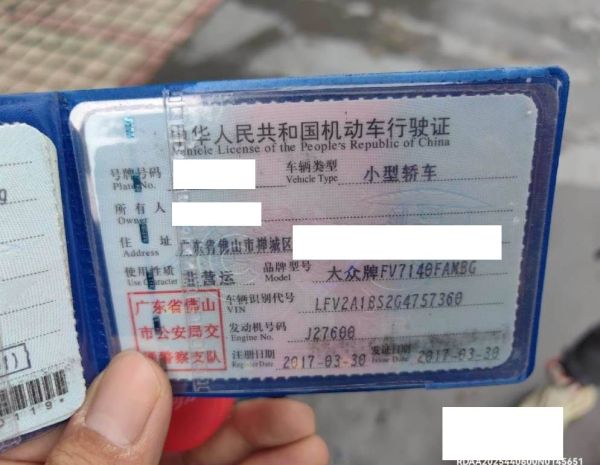 中华人民共和国机动车行驶证
Vehicle License of the People's Republic of China
号牌号码
Plate No.
车辆类型 小型轿车
Vehicle Type
所有人
Owner
住址 广东省佛山市禅城区
Address
使用性质 非营运 品牌型号 大众牌FV7140FAMBG
Use Character Model
广东省佛山
市公安局交
通警察支队
车辆识别代号 LFV2A18S2G4757360
VIN
发动机号码 J27600
Engine No.
注册日期 2017-03-30 发证日期 2017-03-30
Register Date Issue Date
RDAA2025440600N0145651